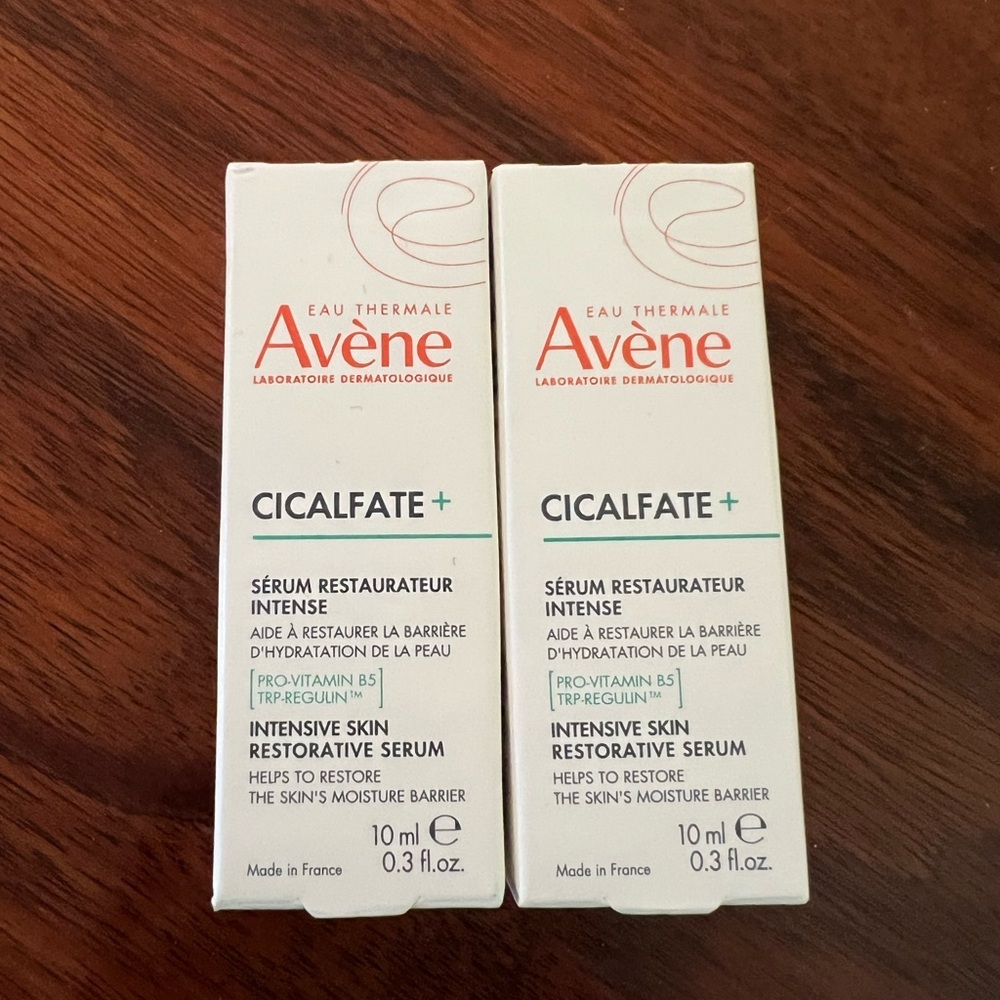 EAU THERMALE
Avène
LABORATOIRE DERMATOLOGIQUE
CICALFATE+
SÉRUM RESTAURATEUR
INTENSE
AIDE À RESTAURER LA BARRIÈRE
D'HYDRATATION DE LA PEAU
[PRO-VITAMIN B5
TRP-REGULIN™]
INTENSIVE SKIN
RESTORATIVE SERUM
HELPS TO RESTORE
THE SKIN'S MOISTURE BARRIER
10 ml ℮
0.3 fl.oz.
Made in France
EAU THERMALE
Avène
LABORATOIRE DERMATOLOGIQUE
CICALFATE+
SÉRUM RESTAURATEUR
INTENSE
AIDE À RESTAURER LA BARRIÈRE
D'HYDRATATION DE LA PEAU
[PRO-VITAMIN B5
TRP-REGULIN™]
INTENSIVE SKIN
RESTORATIVE SERUM
HELPS TO RESTORE
THE SKIN'S MOISTURE BARRIER
10 ml ℮
0.3 fl.oz.
Made in France